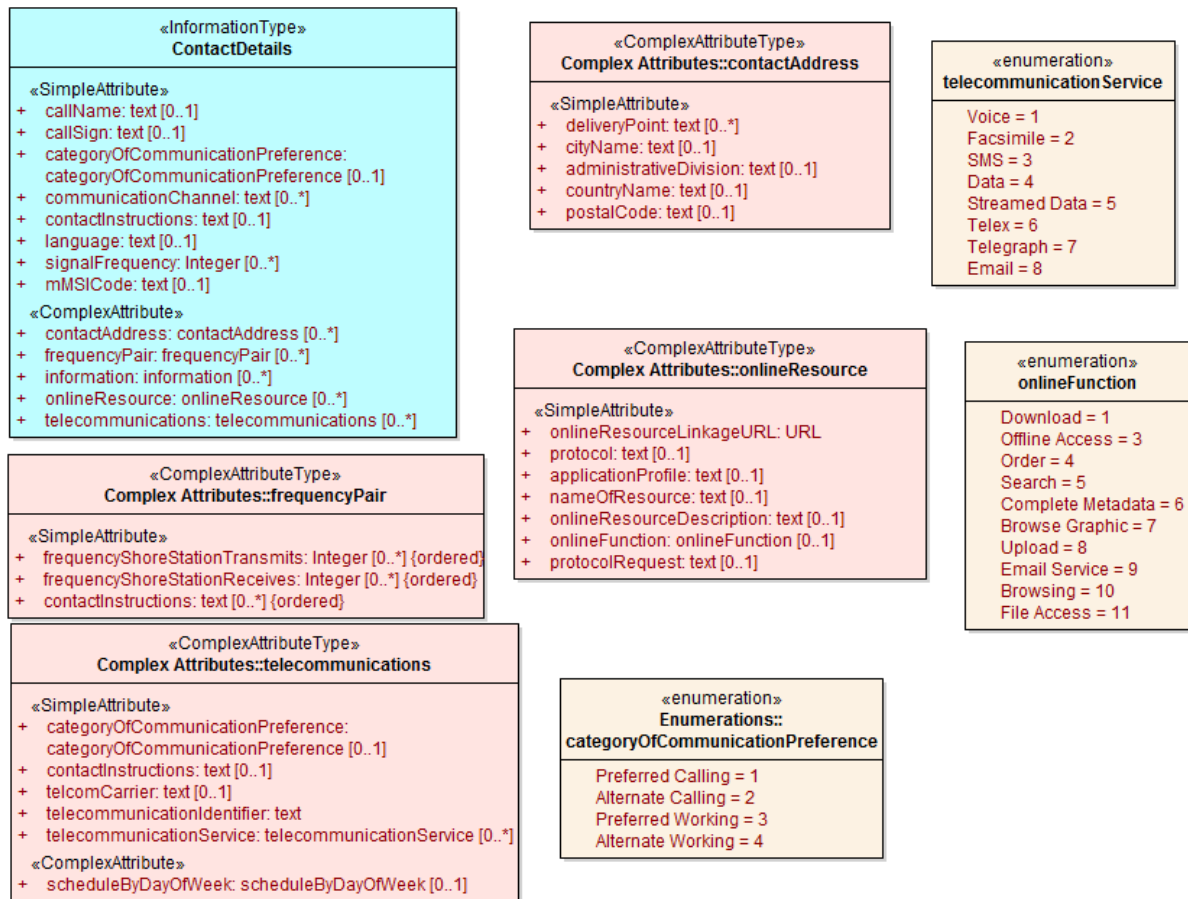 «InformationType»
ContactDetails
«SimpleAttribute»
+ callName: text [0..1]
+ callSign: text [0..1]
+ categoryOfCommunicationPreference:
categoryOfCommunicationPreference [0..1]
+ communicationChannel: text [0..*]
+ contactInstructions: text [0..1]
+ language: text [0..1]
+ signalFrequency: Integer [0..*]
+ mMSICode: text [0..1]
«ComplexAttribute»
+ contactAddress: contactAddress [0..*]
+ frequencyPair: frequencyPair [0..*]
+ information: information [0..*]
+ onlineResource: onlineResource [0..*]
+ telecommunications: telecommunications [0..*]
«ComplexAttributeType»
Complex Attributes::contactAddress
«SimpleAttribute»
+ deliveryPoint: text [0..*]
+ cityName: text [0..1]
+ administrativeDivision: text [0..1]
+ countryName: text [0..1]
+ postalCode: text [0..1]
«enumeration»
telecommunicationService
Voice = 1
Facsimile = 2
SMS = 3
Data = 4
Streamed Data = 5
Telex = 6
Telegraph = 7
Email = 8
«ComplexAttributeType»
Complex Attributes::frequencyPair
«SimpleAttribute»
+ frequencyShoreStationTransmits: Integer [0..*] {ordered}
+ frequencyShoreStationReceives: Integer [0..*] {ordered}
+ contactInstructions: text [0..*] {ordered}
«ComplexAttributeType»
Complex Attributes::onlineResource
«SimpleAttribute»
+ onlineResourceLinkageURL: URL
+ protocol: text [0..1]
+ applicationProfile: text [0..1]
+ nameOfResource: text [0..1]
+ onlineResourceDescription: text [0..1]
+ onlineFunction: onlineFunction [0..1]
+ protocolRequest: text [0..1]
«enumeration»
onlineFunction
Download = 1
Offline Access = 3
Order = 4
Search = 5
Complete Metadata = 6
Browse Graphic = 7
Upload = 8
Email Service = 9
Browsing = 10
File Access = 11
«ComplexAttributeType»
Complex Attributes::telecommunications
«SimpleAttribute»
+ categoryOfCommunicationPreference:
categoryOfCommunicationPreference [0..1]
+ contactInstructions: text [0..1]
+ telcomCarrier: text [0..1]
+ telecommunicationIdentifier: text
+ telecommunicationService: telecommunicationService [0..*]
«ComplexAttribute»
+ scheduleByDayOfWeek: scheduleByDayOfWeek [0..1]
«enumeration»
Enumerations::
categoryOfCommunicationPreference
Preferred Calling = 1
Alternate Calling = 2
Preferred Working = 3
Alternate Working = 4